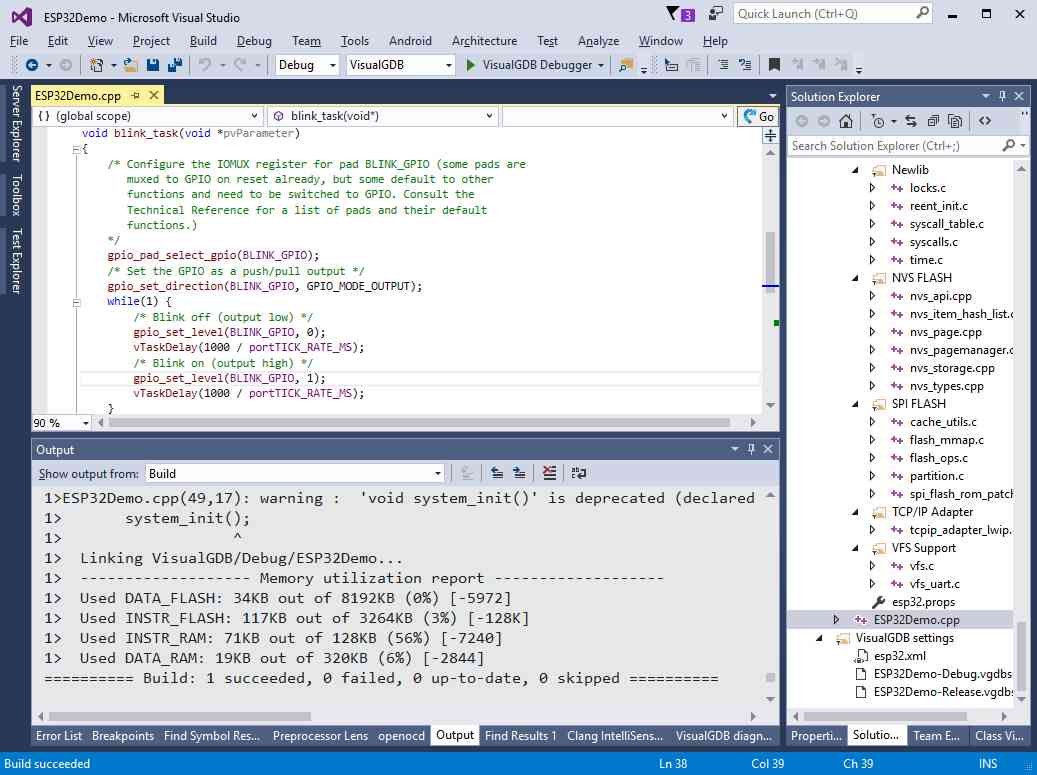 ESP32Demo - Microsoft Visual Studio
3
Quick Launch (Ctrl+Q)
File Edit View Project Build Debug Team Tools Android Architecture Test Analyze Window Help
Debug VisualGDB VisualGDB Debugger
Server Explorer
Toolbox
Test Explorer
ESP32Demo.cpp
{ } (global scope) blink_task(void*) Go
void blink_task(void *pvParameter)
{
/* Configure the IOMUX register for pad BLINK_GPIO (some pads are
muxed to GPIO on reset already, but some default to other
functions and need to be switched to GPIO. Consult the
Technical Reference for a list of pads and their default
functions.)
*/
gpio_pad_select_gpio(BLINK_GPIO);
/* Set the GPIO as a push/pull output */
gpio_set_direction(BLINK_GPIO, GPIO_MODE_OUTPUT);
while(1) {
/* Blink off (output low) */
gpio_set_level(BLINK_GPIO, 0);
vTaskDelay(1000 / portTICK_RATE_MS);
/* Blink on (output high) */
gpio_set_level(BLINK_GPIO, 1);
vTaskDelay(1000 / portTICK_RATE_MS);
}
90 %
Output
Show output from: Build
1>ESP32Demo.cpp(49,17): warning :  'void system_init()' is deprecated (declared
1>       system_init();
1>                   ^
1>  Linking VisualGDB/Debug/ESP32Demo...
1>  ------------------- Memory utilization report -------------------
1>  Used DATA_FLASH: 34KB out of 8192KB (0%) [-5972]
1>  Used INSTR_FLASH: 117KB out of 3264KB (3%) [-128K]
1>  Used INSTR_RAM: 71KB out of 128KB (56%) [-7240]
1>  Used DATA_RAM: 19KB out of 320KB (6%) [-2844]
========== Build: 1 succeeded, 0 failed, 0 up-to-date, 0 skipped ==========
Error List Breakpoints Find Symbol Res... Preprocessor Lens openocd Output Find Results 1 Clang IntelliSens... VisualGDB diagn...
Solution Explorer
Search Solution Explorer (Ctrl+;)
Newlib
locks.c
reent_init.c
syscall_table.c
syscalls.c
time.c
NVS FLASH
nvs_api.cpp
nvs_item_hash_list.c
nvs_page.cpp
nvs_pagemanager.c
nvs_storage.cpp
nvs_types.cpp
SPI FLASH
cache_utils.c
flash_mmap.c
flash_ops.c
partition.c
spi_flash_rom_patch
TCP/IP Adapter
tcpip_adapter_lwip.
VFS Support
vfs.c
vfs_uart.c
esp32.props
ESP32Demo.cpp
VisualGDB settings
esp32.xml
ESP32Demo-Debug.vgdbs
ESP32Demo-Release.vgdbs
Properti... Solutio... Team E... Class Vi...
Build succeeded Ln 38 Col 39 Ch 39 INS